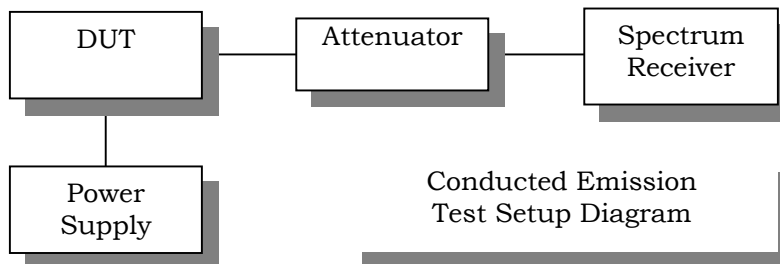 DUT
Attenuator
Spectrum
Receiver
Power
Supply
Conducted Emission
Test Setup Diagram